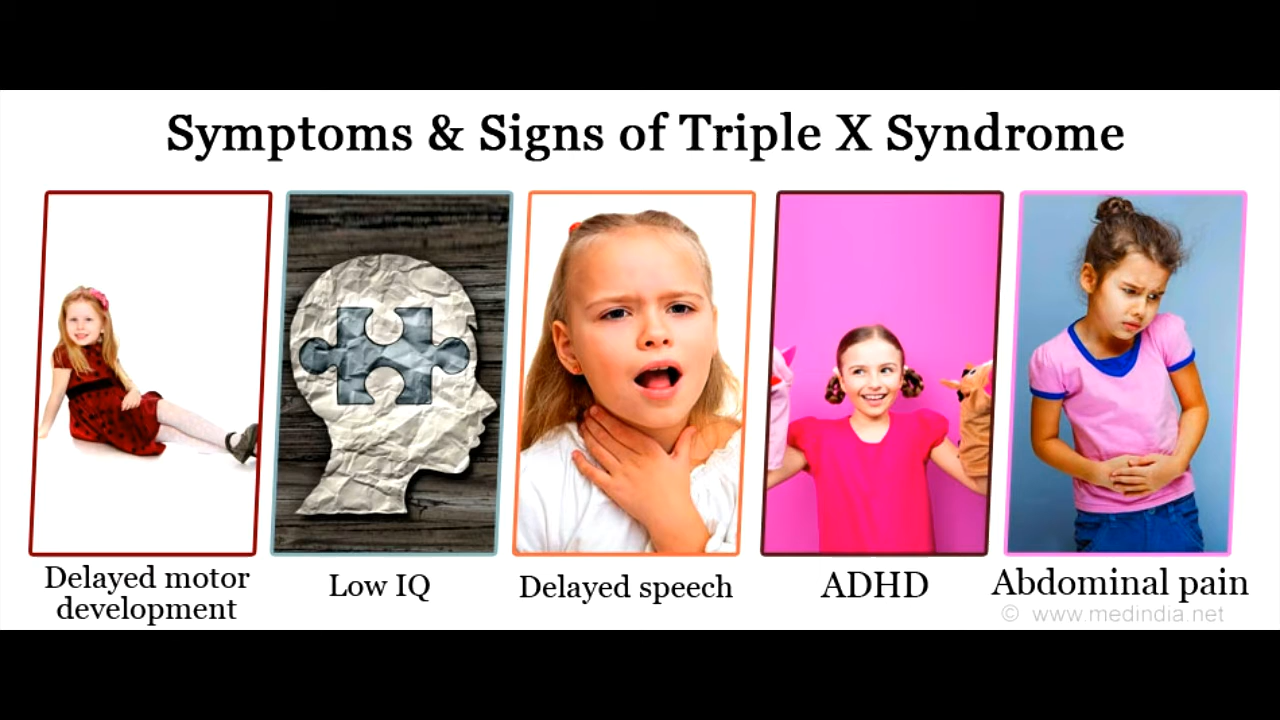 Symptoms & Signs of Triple X Syndrome
Delayed motor
development
Low IQ
Delayed speech
ADHD
Abdominal pain
© www.medindia.net